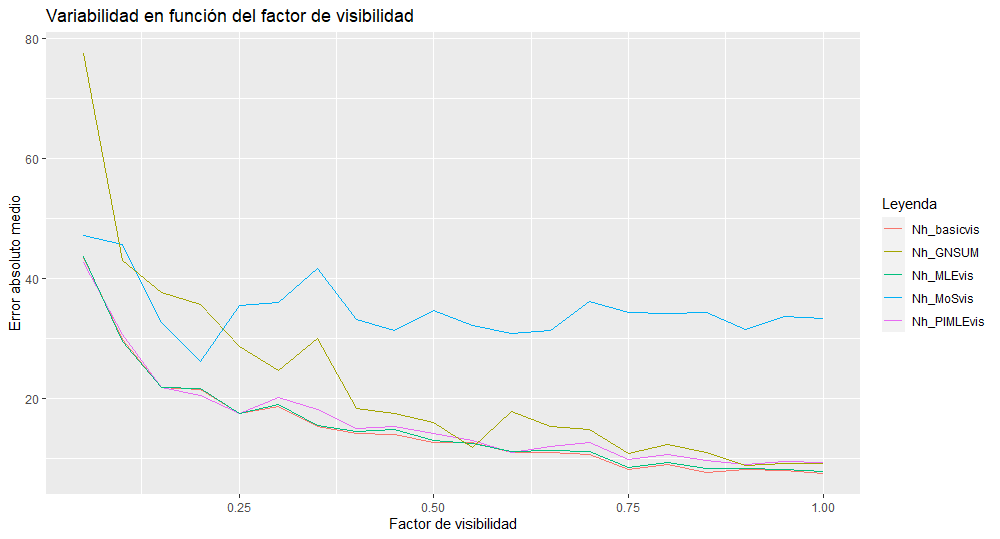 Variabilidad en función del factor de visibilidad
Error absoluto medio
80
60
40
20
0.25
0.50
0.75
1.00
Factor de visibilidad
Leyenda
Nh_basicvis
Nh_GNSUM
Nh_MLEvis
Nh_MoSvis
Nh_PIMLEvis